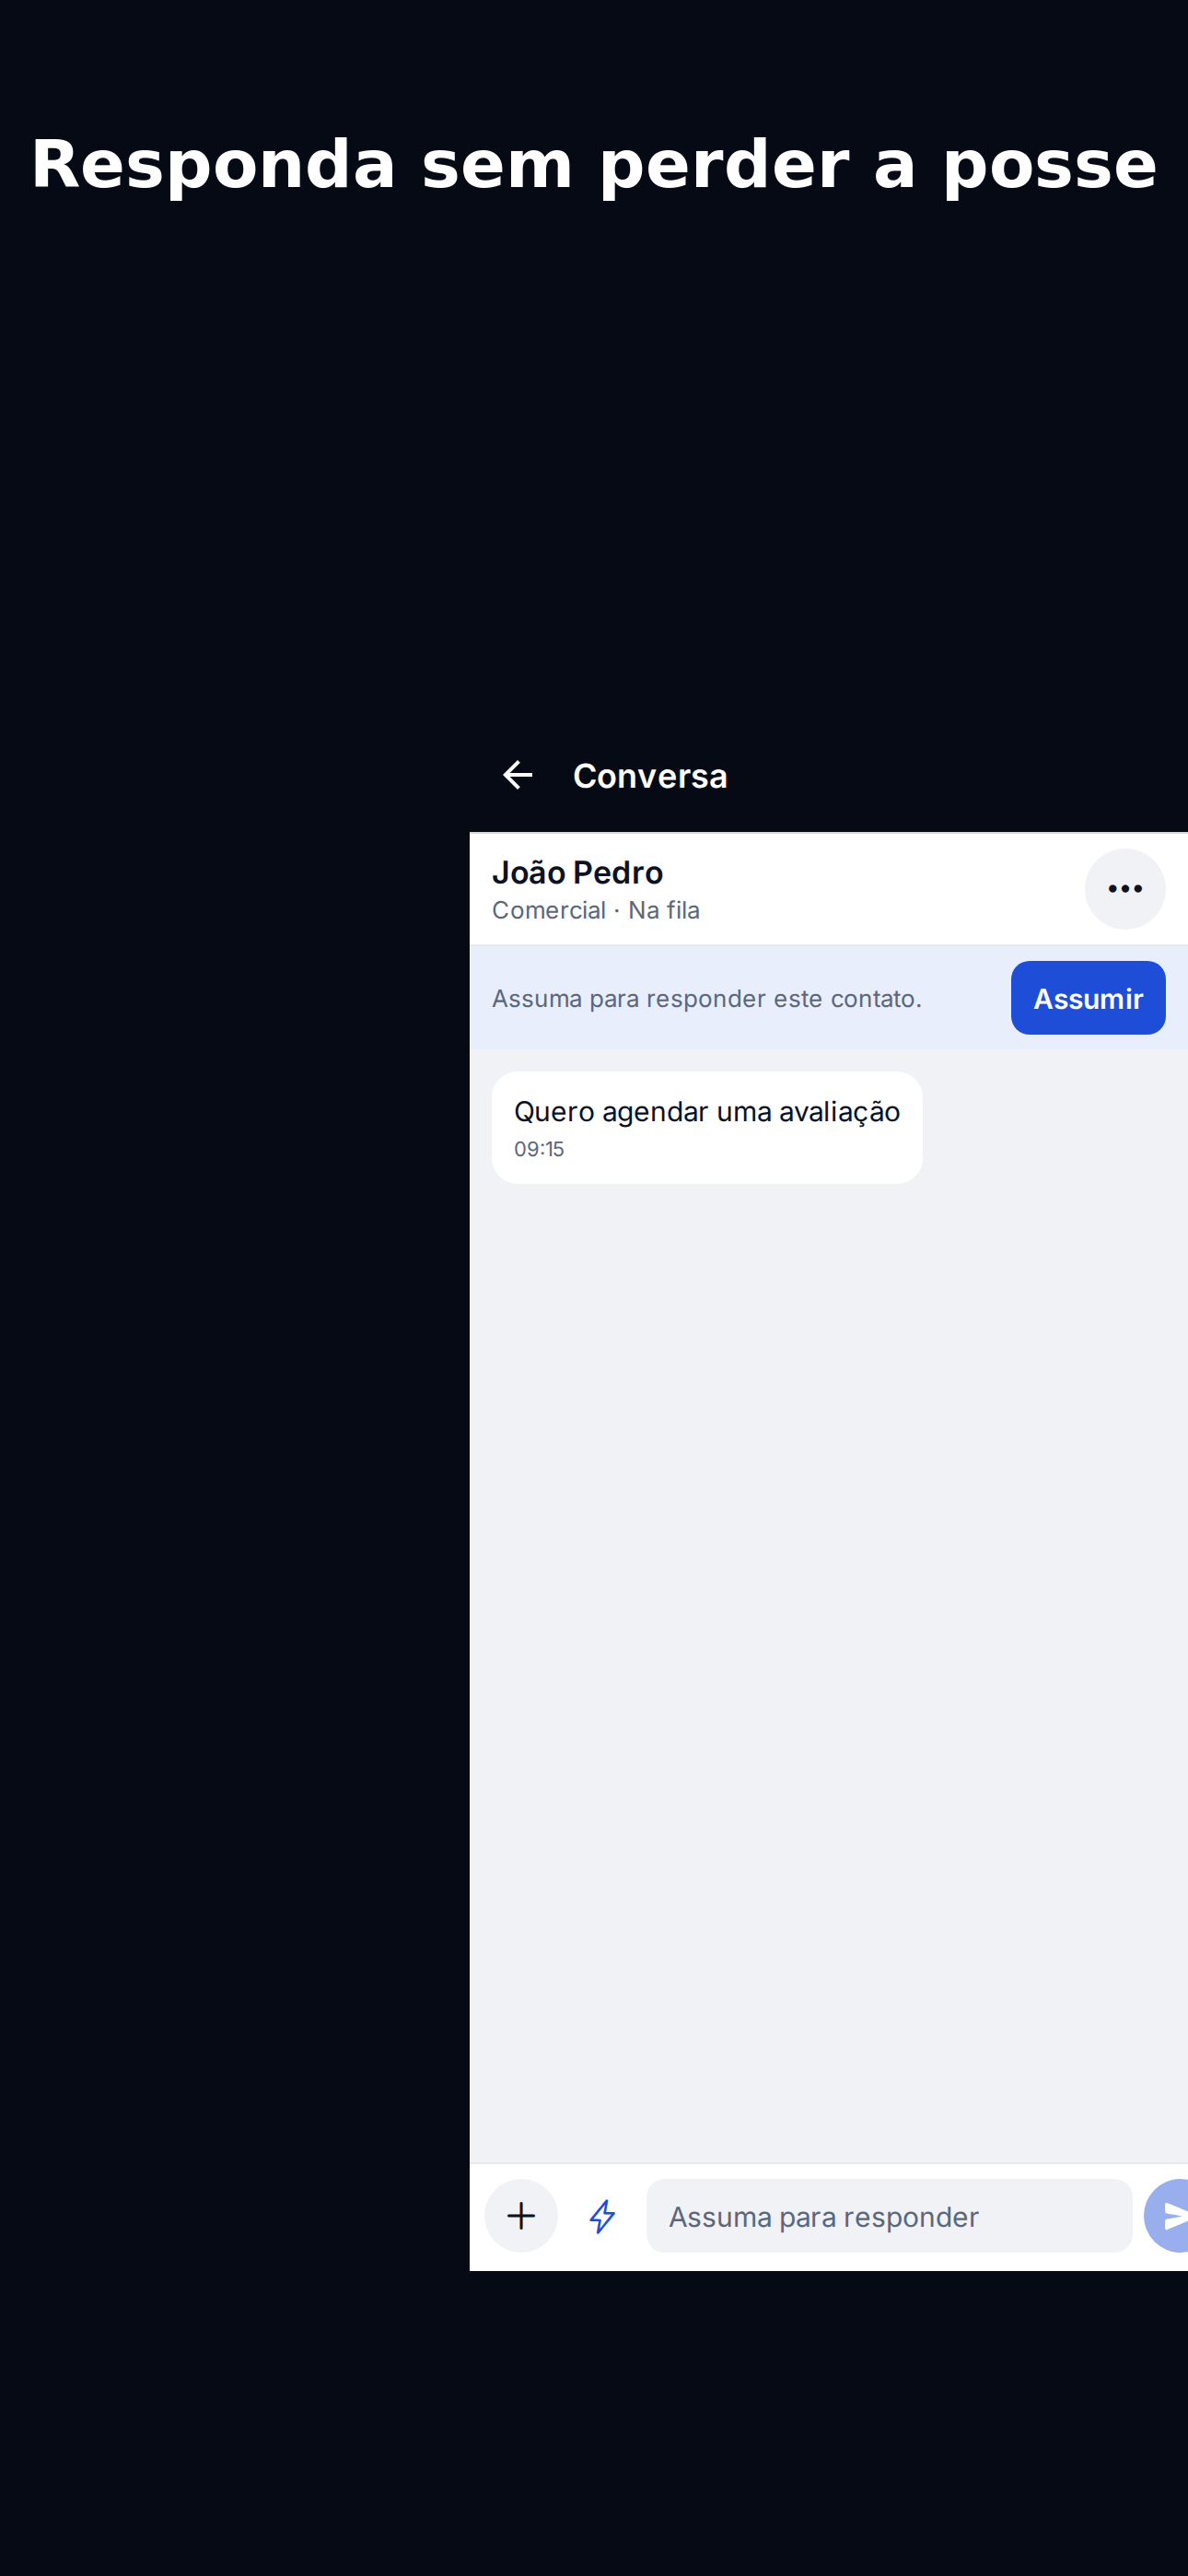 Responda sem perder a posse
Conversa
João Pedro
Comercial · Na fila
Assuma para responder este contato.
Assumir
Quero agendar uma avaliação
09:15
Assuma para responder